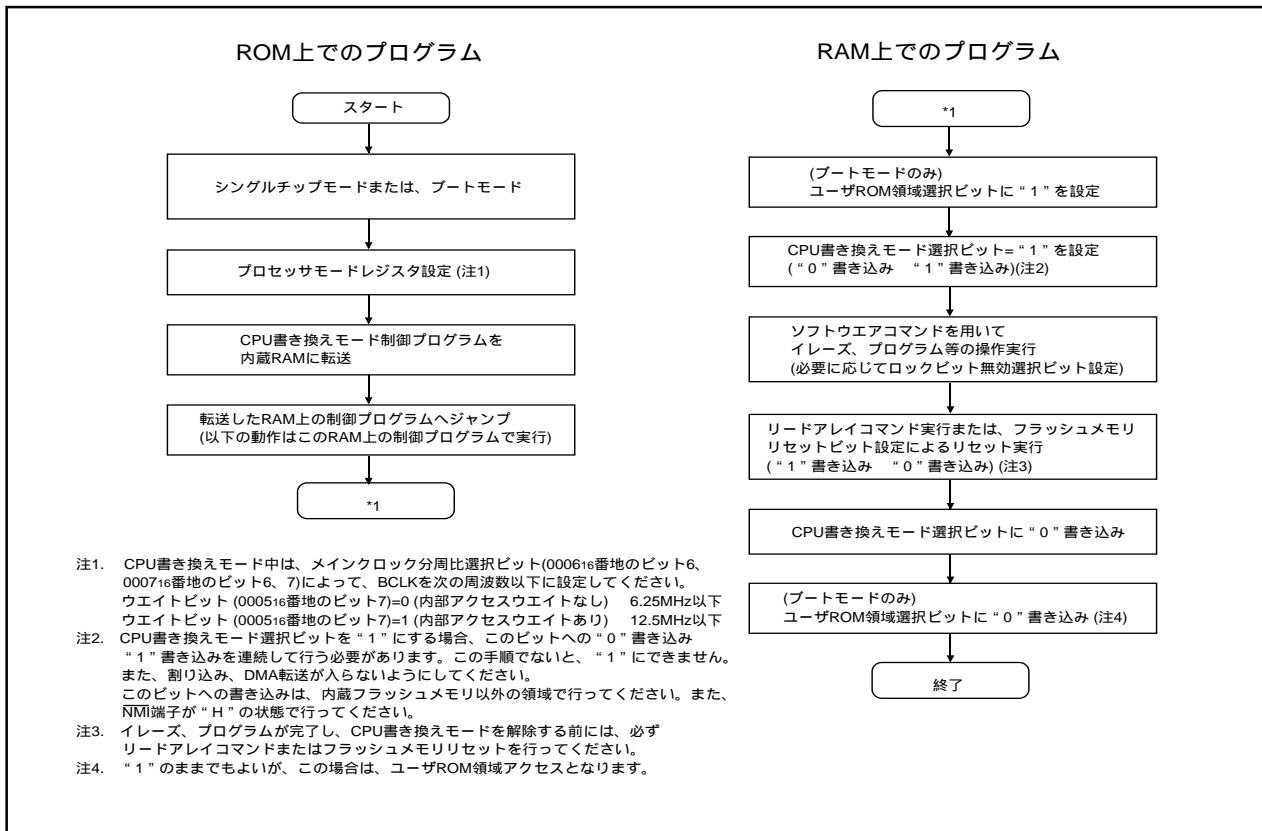 ROM上でのプログラム
スタート
シングルチップモードまたは、ブートモード
プロセッサモードレジスタ設定 (注1)
CPU書き換えモード制御プログラムを
内蔵RAMに転送
転送したRAM上の制御プログラムへジャンプ
(以下の動作はこのRAM上の制御プログラムで実行)
*1
RAM上でのプログラム
*1
(ブートモードのみ)
ユーザROM領域選択ビットに “ 1 ” を設定
CPU書き換えモード選択ビット= “ 1 ” を設定
( “ 0 ” 書き込み　“ 1 ” 書き込み)(注2)
ソフトウエアコマンドを用いて
イレーズ、プログラム等の操作実行
(必要に応じてロックビット無効選択ビット設定)
リードアレイコマンド実行または、フラッシュメモリ
リセットビット設定によるリセット実行
( “ 1 ” 書き込み　“ 0 ” 書き込み) (注3)
CPU書き換えモード選択ビットに “ 0 ” 書き込み
(ブートモードのみ)
ユーザROM領域選択ビットに “ 0 ” 書き込み (注4)
終了
注1.　CPU書き換えモード中は、メインクロック分周比選択ビット(000616番地のビット6、
000716番地のビット6、7)によって、BCLKを次の周波数以下に設定してください。
ウエイトビット (000516番地のビット7)=0 (内部アクセスウエイトなし)　6.25MHz以下
ウエイトビット (000516番地のビット7)=1 (内部アクセスウエイトあり)　12.5MHz以下
注2.　CPU書き換えモード選択ビットを “ 1 ” にする場合、このビットへの “ 0 ” 書き込み
“ 1 ” 書き込みを連続して行う必要があります。この手順でないと、 “ 1 ” にできません。
また、割り込み、DMA転送が入らないようにしてください。
このビットへの書き込みは、内蔵フラッシュメモリ以外の領域で行ってください。また、
NMI端子が “ H ” の状態で行ってください。
注3.　イレーズ、プログラムが完了し、CPU書き換えモードを解除する前には、必ず
リードアレイコマンドまたはフラッシュメモリリセットを行ってください。
注4.　“ 1 ” のままでもよいが、この場合は、ユーザROM領域アクセスとなります。